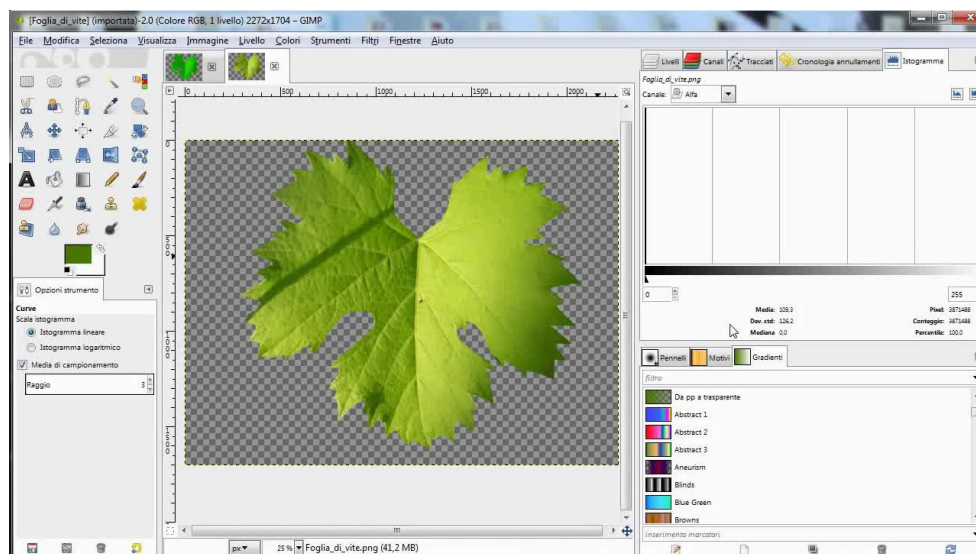 [Foglia_di_vite] (importata)-2.0 (Colore RGB, 1 livello) 2272x1704 – GIMP
File Modifica Seleziona Visualizza Immagine Livello Colori Strumenti Filtri Finestre Aiuto
Livelli Canali Tracciati Cronologia annullamenti Istogramma
Foglia_di_vite.png
Canale: Alfa
0 500 1000 1500 2000
0
500
1000
1500
0 255
Media: 109,3 Pixel: 3871488
Dev. std: 126,2 Conteggio: 3871488
Mediana 0,0 Percentile: 100,0
Opzioni strumento
Curve
Scala istogramma
Istogramma lineare
Istogramma logaritmico
Media di campionamento
Raggio 3
Pennelli Motivi Gradienti
filtro
Da pp a trasparente
Abstract 1
Abstract 2
Abstract 3
Aneurism
Blinds
Blue Green
Browns
inserimento marcatori
px 25 % Foglia_di_vite.png (41,2 MB)